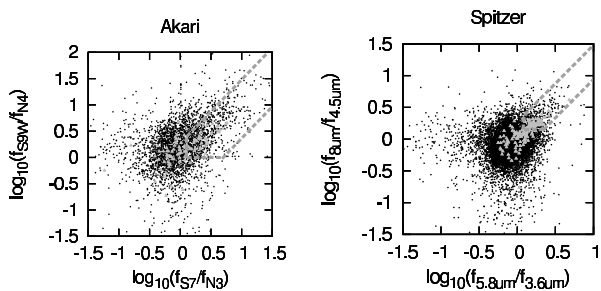 Akari
Spitzer
log10(fS9W/fN4)
2
1.5
1
0.5
0
-0.5
-1
-1.5
-1.5 -1 -0.5 0 0.5 1 1.5
log10(fS7/fN3)
log10(f8um/f4.5um)
1.5
1
0.5
0
-0.5
-1
-1.5
-1.5 -1 -0.5 0 0.5 1
log10(f5.8um/f3.6um)